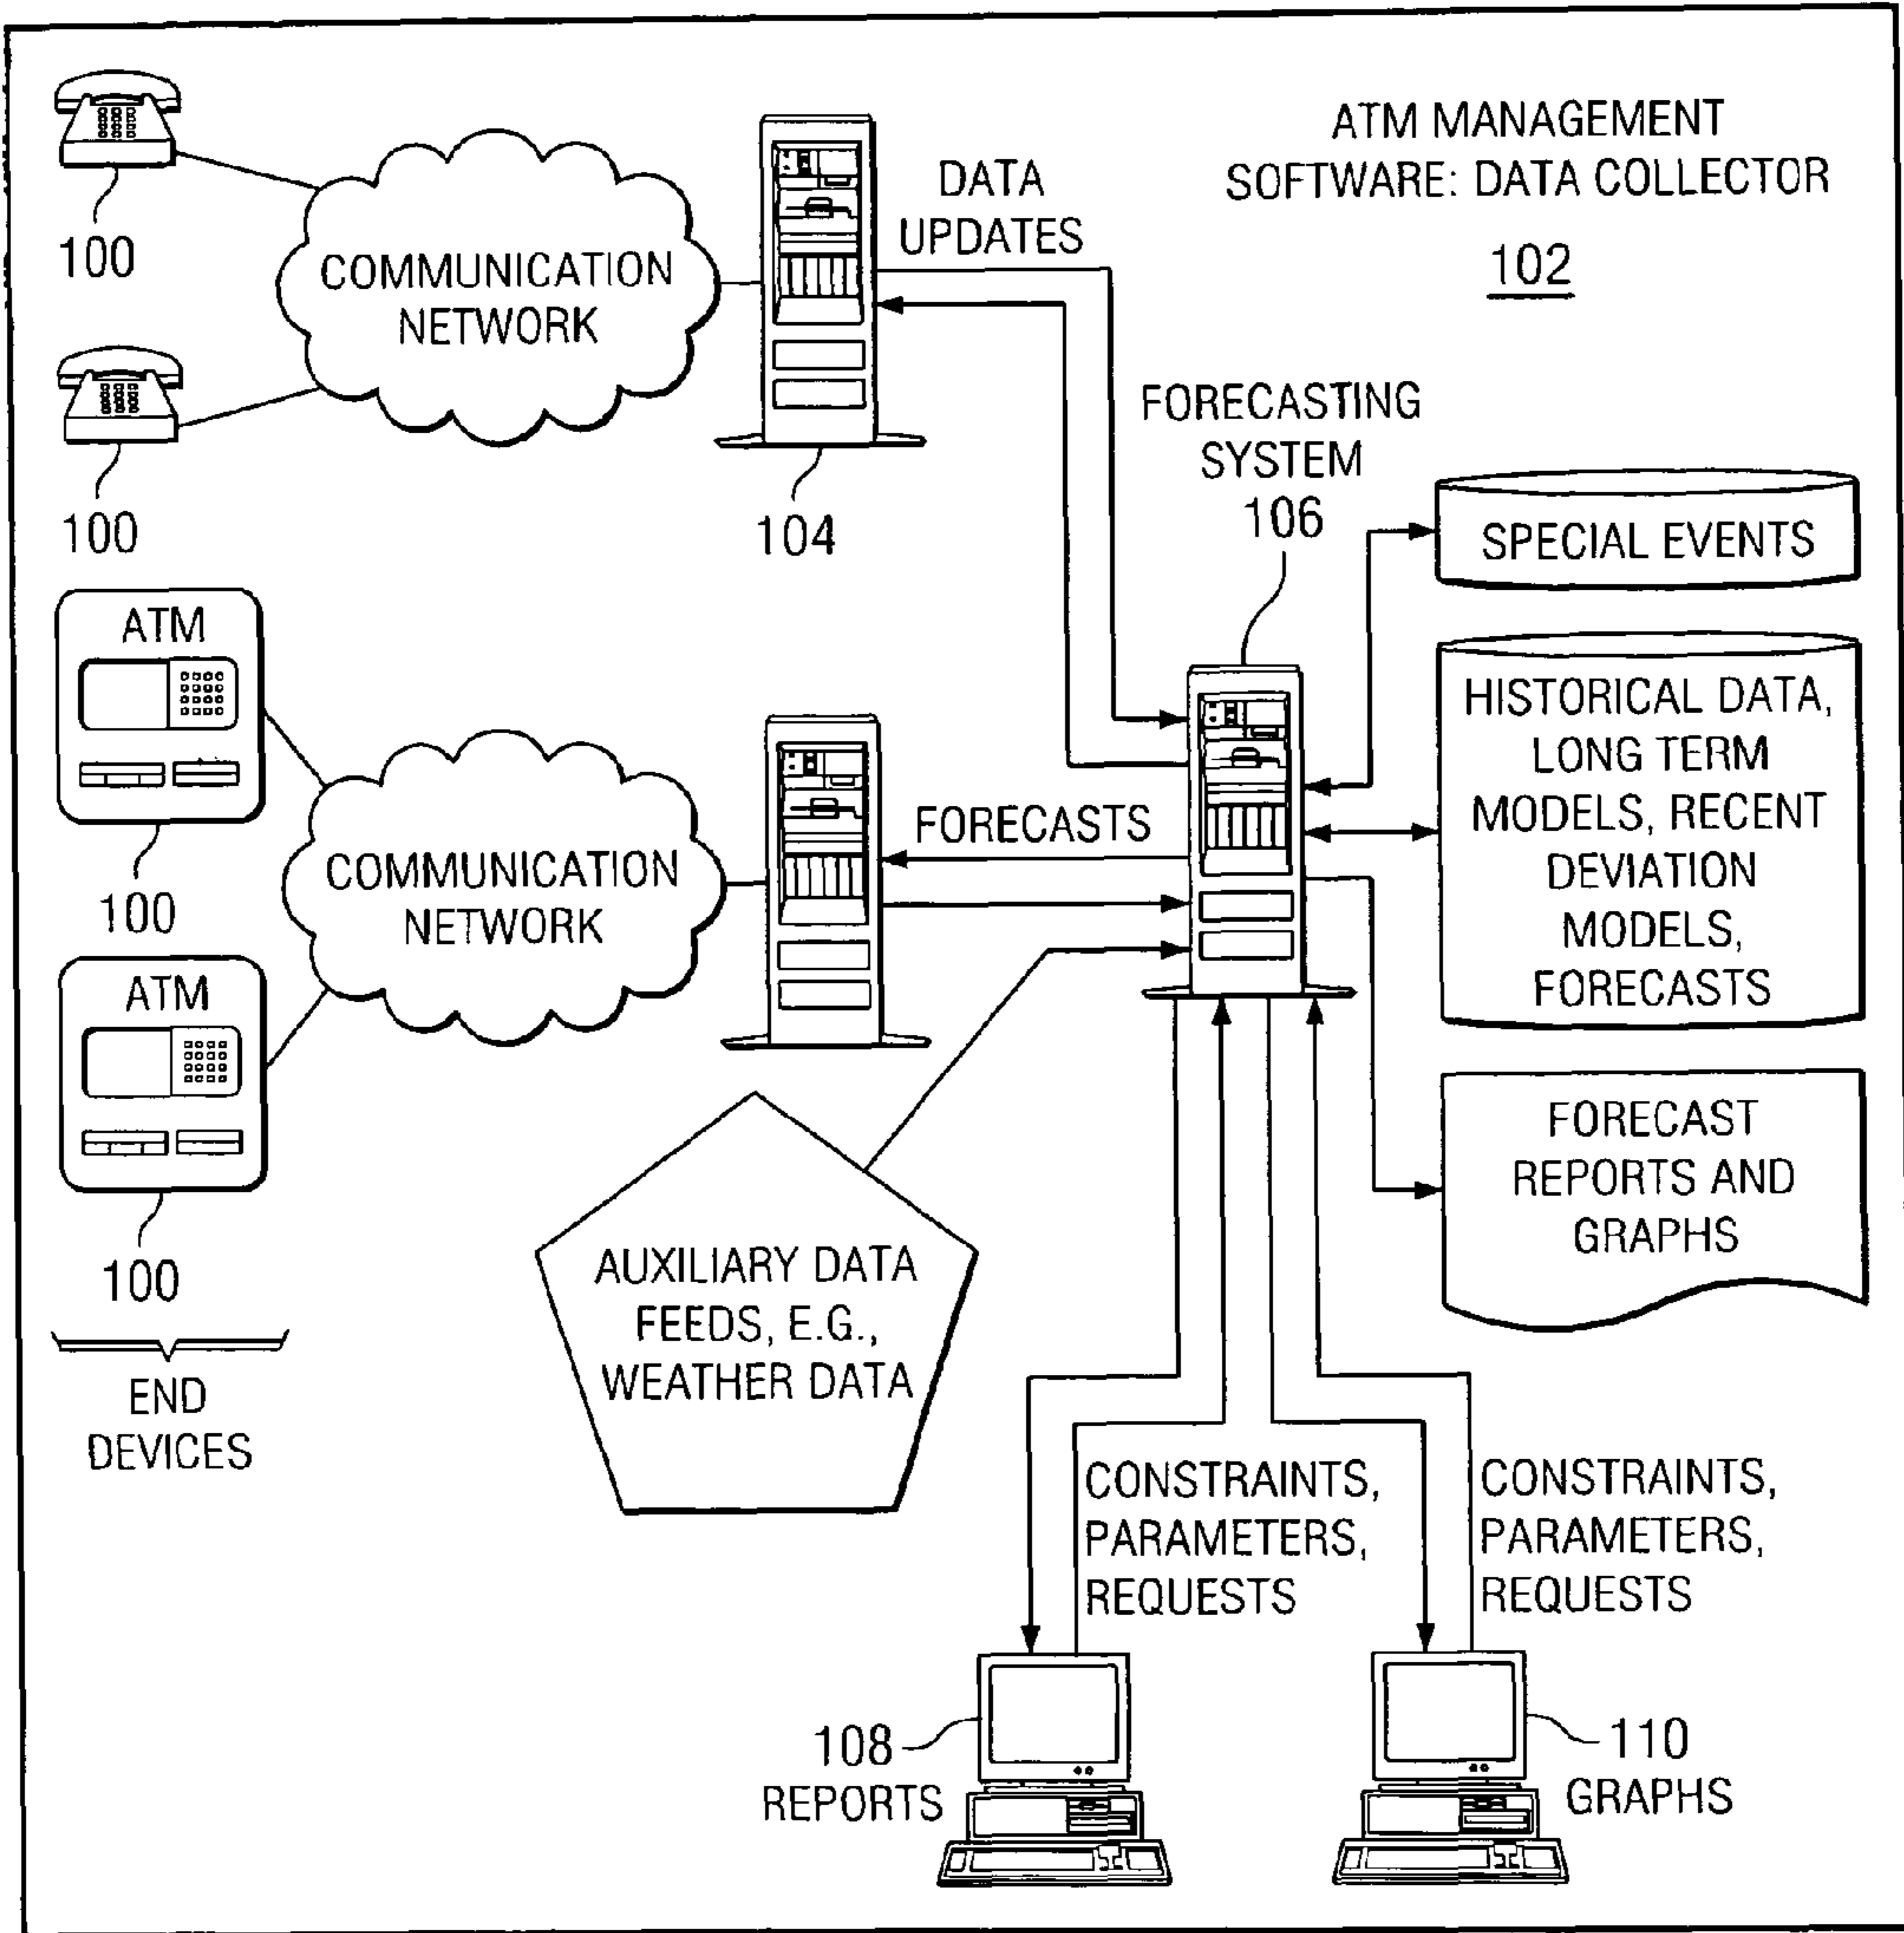 ATM MANAGEMENT
SOFTWARE: DATA COLLECTOR
102
100
COMMUNICATION
NETWORK
DATA
UPDATES
100
104
FORECASTING
SYSTEM
106
SPECIAL EVENTS
ATM
100
COMMUNICATION
NETWORK
FORECASTS
HISTORICAL DATA,
LONG TERM
MODELS, RECENT
DEVIATION
MODELS,
FORECASTS
ATM
100
END
DEVICES
AUXILIARY DATA
FEEDS, E.G.,
WEATHER DATA
FORECAST
REPORTS AND
GRAPHS
CONSTRAINTS,
PARAMETERS,
REQUESTS
CONSTRAINTS,
PARAMETERS,
REQUESTS
108
REPORTS
110
GRAPHS